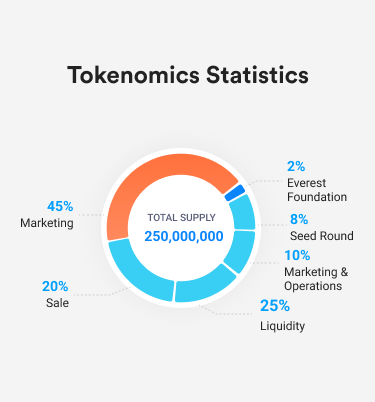 Tokenomics Statistics
2%
Everest
Foundation
45%
Marketing
TOTAL SUPPLY
250,000,000
8%
Seed Round
10%
Marketing &
Operations
20%
Sale
25%
Liquidity